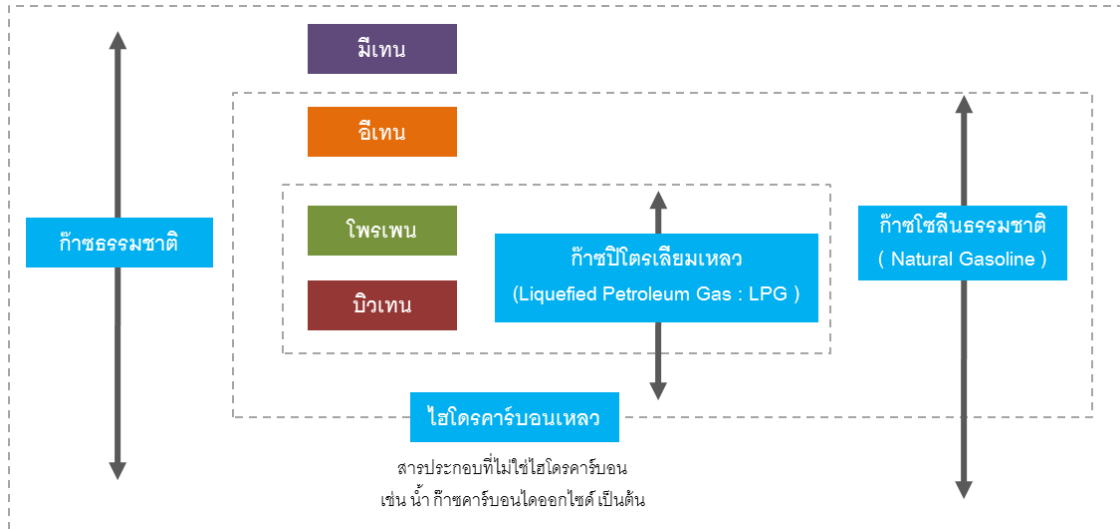 มีเทน
อีเทน
โพรเพน
บิวเทน
ก๊าซธรรมชาติ
ก๊าซปิโตรเลียมเหลว
(Liquefied Petroleum Gas : LPG )
ก๊าซโซลีนธรรมชาติ
( Natural Gasoline )
ไฮโดรคาร์บอนเหลว
สารประกอบที่ไม่ใช่ไฮโดรคาร์บอน
เช่น น้ำ ก๊าซคาร์บอนไดออกไซด์ เป็นต้น